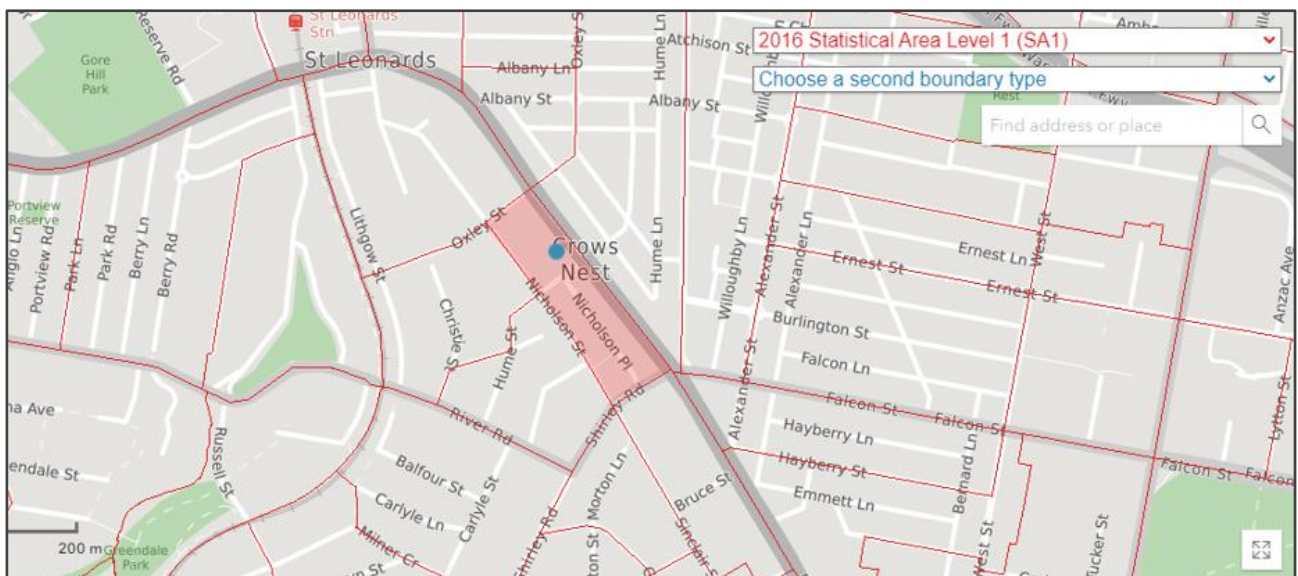 St Leonards
Stn
St Leonards
Reserve Rd
Gore
Hill
Park
Oxley St
Hume Ln
Atchison St
Albany Ln
Albany St
Albany St
2016 Statistical Area Level 1 (SA1)
Choose a second boundary type
Find address or place
Rest
Portview
Reserve
Anglo Ln
Portview Rd
Park Ln
Park Rd
Berry Ln
Berry Rd
Lithgow St
Oxley St
Crows
Nest
Hume Ln
Willoughby Ln
Alexander St
Alexander Ln
Ernest Ln
Ernest St
Ernest St
West St
Anzac Ave
Christie St
Nicholson St
Nicholson Pl
Hume St
Burlington St
Falcon Ln
Alexander St
Falcon St
Falcon St
Lytton St
River Rd
Shirley Rd
Hayberry Ln
Hayberry St
Emmett Ln
Bernard Ln
Falcon St
Falcon
Russell St
Balfour St
Carlyle St
Carlyle Ln
Milner Cr
Morton Ln
Bruce St
Sinclair St
Shirley Rd
West St
Tucker St
200 m
Greendale
Park